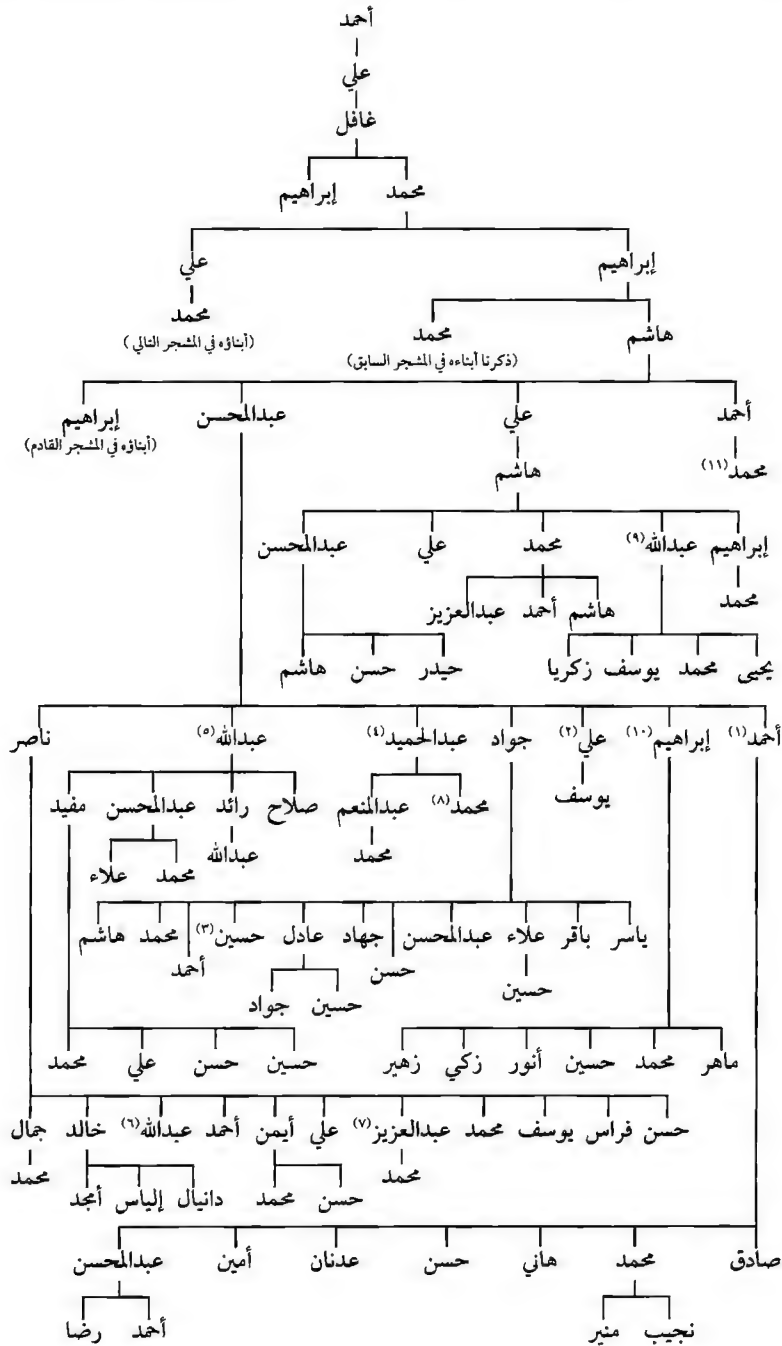 أحمد
علي
غافل
محمد إبراهيم
إبراهيم علي
هاشم محمد محمد
(ذكرنا أبناءه في المشجر السابق) (أبناؤه في المشجر التالي)
أحمد علي عبدالمحسن إبراهيم
(أبناؤه في المشجر القادم)
محمد(١١) هاشم
إبراهيم عبدالله(٩) محمد علي عبدالمحسن
محمد هاشم أحمد عبدالعزيز
يحيى محمد يوسف زكريا حيدر حسن هاشم
أحمد(١) إبراهيم(١٠) علي(٢) جواد عبدالحميد(٤) عبدالله(٥) ناصر
يوسف محمد(٨) عبدالمنعم صلاح رائد عبدالمحسن مفيد
محمد عبدالله محمد علاء
ياسر باقر علاء عبدالمحسن جهاد عادل حسين(٣) محمد هاشم
حسن أحمد
حسين حسين جواد
ماهر محمد حسين أنور زكي زهير حسين حسن علي محمد
حسن فراس يوسف محمد عبدالعزيز(٧) علي أيمن أحمد عبدالله(٦) خالد جمال
محمد حسن محمد دانيال إلياس أمجد محمد
صادق محمد هاني حسن عدنان أمين عبدالمحسن
نجيب منير أحمد رضا